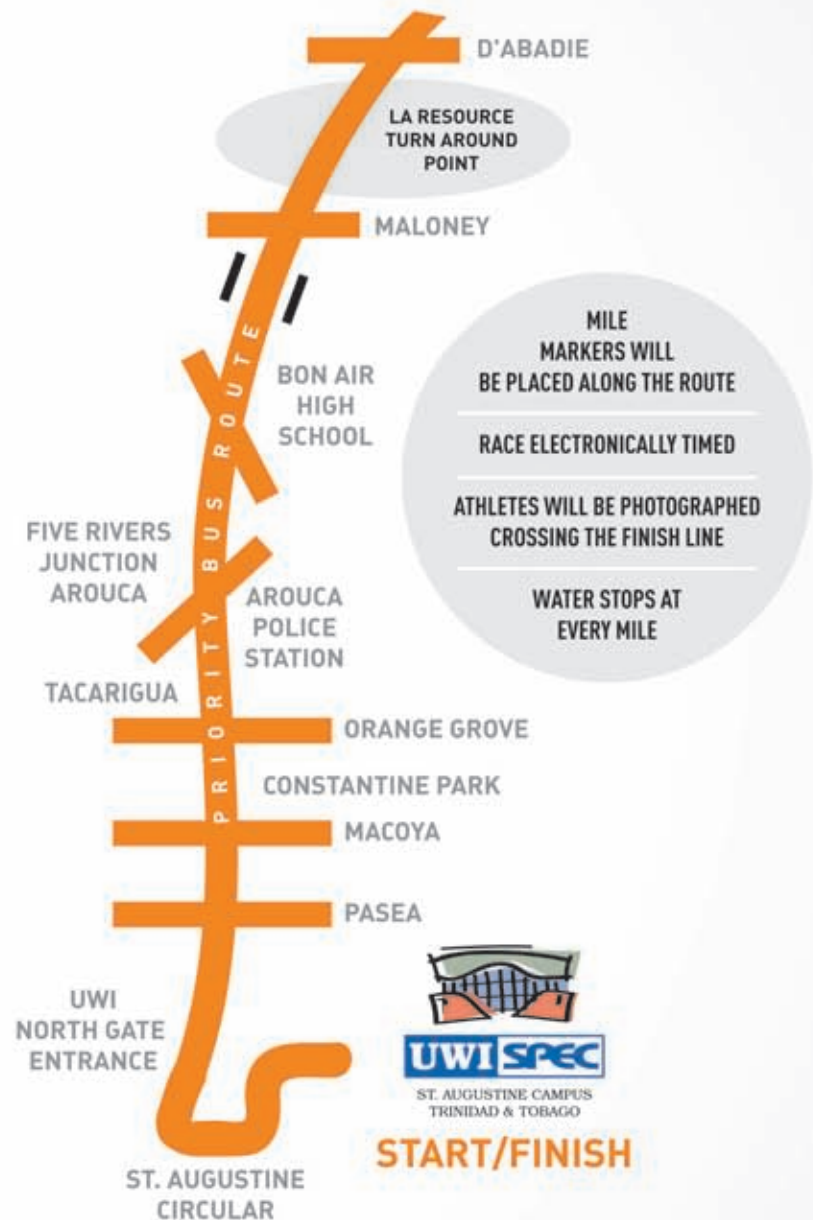 D'ABADIE
LA RESOURCE
TURN AROUND
POINT
MALONEY
MILE
MARKERS WILL
BE PLACED ALONG THE ROUTE
RACE ELECTRONICALLY TIMED
ATHLETES WILL BE PHOTOGRAPHED
CROSSING THE FINISH LINE
WATER STOPS AT
EVERY MILE
BON AIR
HIGH
SCHOOL
PRIORITY BUS ROUTE
FIVE RIVERS
JUNCTION
AROUCA
AROUCA
POLICE
STATION
TACARIGUA
ORANGE GROVE
CONSTANTINE PARK
MACOYA
PASEA
UWI
NORTH GATE
ENTRANCE
UWI SPEC
ST. AUGUSTINE CAMPUS
TRINIDAD & TOBAGO
START/FINISH
ST. AUGUSTINE
CIRCULAR